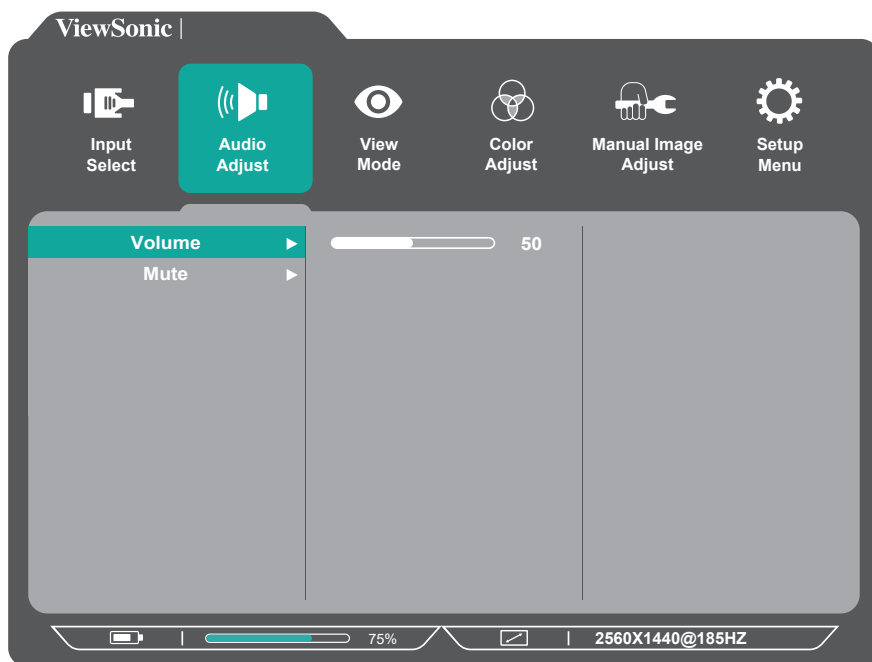 ViewSonic
Input Select
Audio Adjust
View Mode
Color Adjust
Manual Image Adjust
Setup Menu
Volume 50
Mute
75% 2560X1440@185HZ